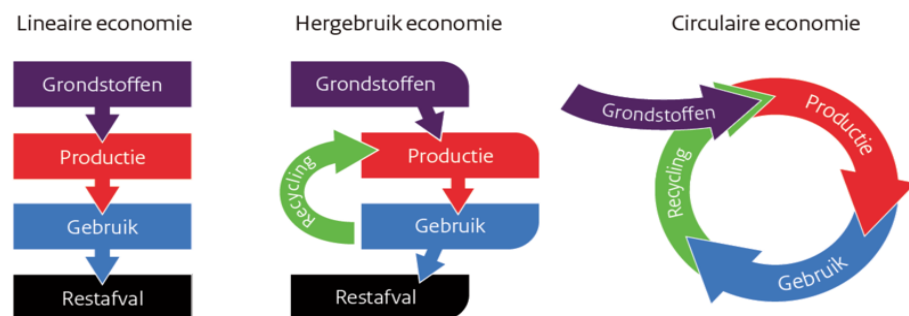 Lineaire economie
Grondstoffen
Productie
Gebruik
Restafval
Hergebruik economie
Grondstoffen
Productie
Recycling
Gebruik
Restafval
Circulaire economie
Grondstoffen
Productie
Recycling
Gebruik